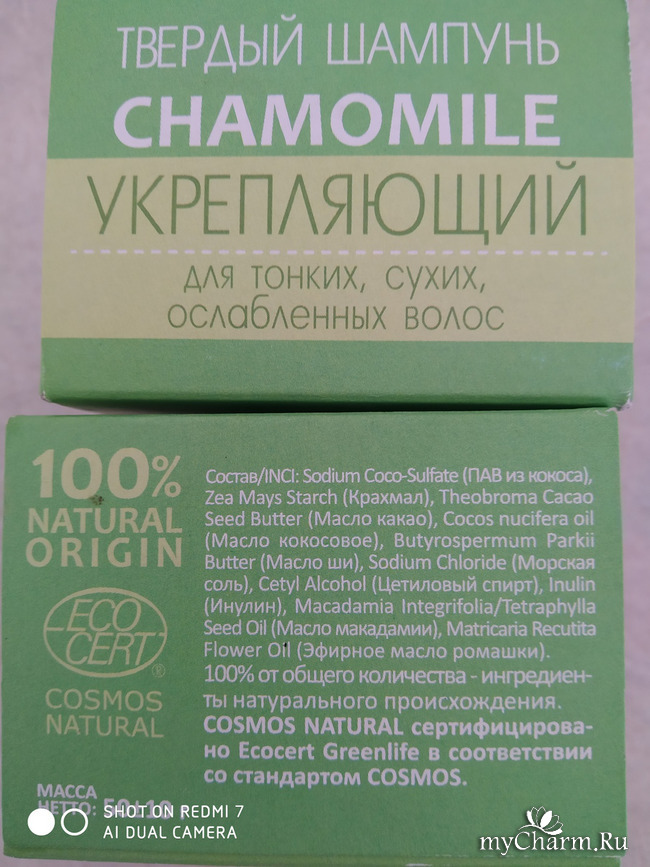 ТВЕРДЫЙ ШАМПУНЬ
CHAMOMILE
УКРЕПЛЯЮЩИЙ
для тонких, сухих,
ослабленных волос
100%
NATURAL
ORIGIN
ECO
CERT
®
COSMOS
NATURAL
Состав/INCI: Sodium Coco-Sulfate (ПАВ из кокоса),
Zea Mays Starch (Крахмал), Theobroma Cacao
Seed Butter (Масло какао), Cocos nucifera oil
(Масло кокосовое), Butyrospermum Parkii
Butter (Масло ши), Sodium Chloride (Морская
соль), Cetyl Alcohol (Цетиловый спирт), Inulin
(Инулин), Macadamia Integrifolia/Tetraphylla
Seed Oil (Масло макадамии), Matricaria Recutita
Flower Oil (Эфирное масло ромашки).
100% от общего количества - ингредиен-
ты натурального происхождения.
COSMOS NATURAL сертифицирова-
но Ecocert Greenlife в соответствии
со стандартом COSMOS.
МАССА
НЕТТО:
SHOT ON REDMI 7
AI DUAL CAMERA
myCharm.Ru